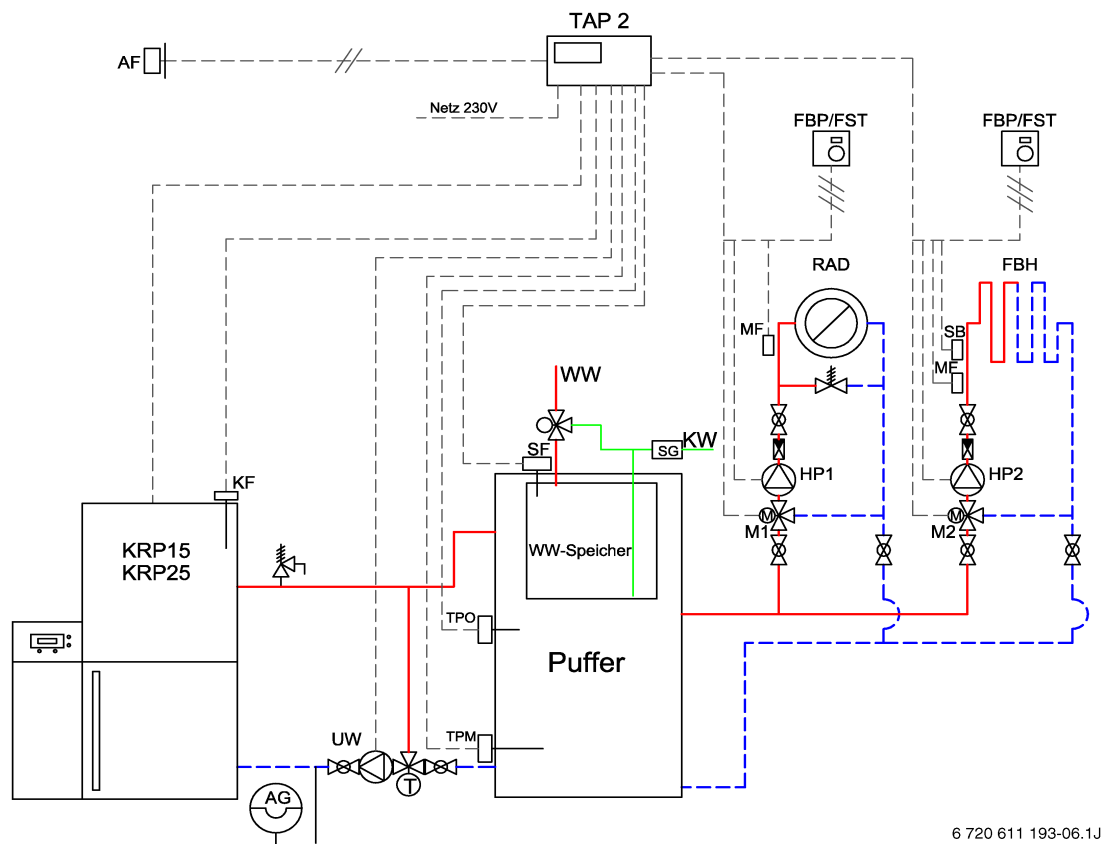 TAP 2
AF
Netz 230V
FBP/FST
FBP/FST
RAD
FBH
MF
SB
MF
WW
SF
SG
KW
HP1
HP2
KF
M
M
M1
M2
KRP15
KRP25
WW-Speicher
TPO
Puffer
UW
TPM
T
AG
6 720 611 193-06.1J